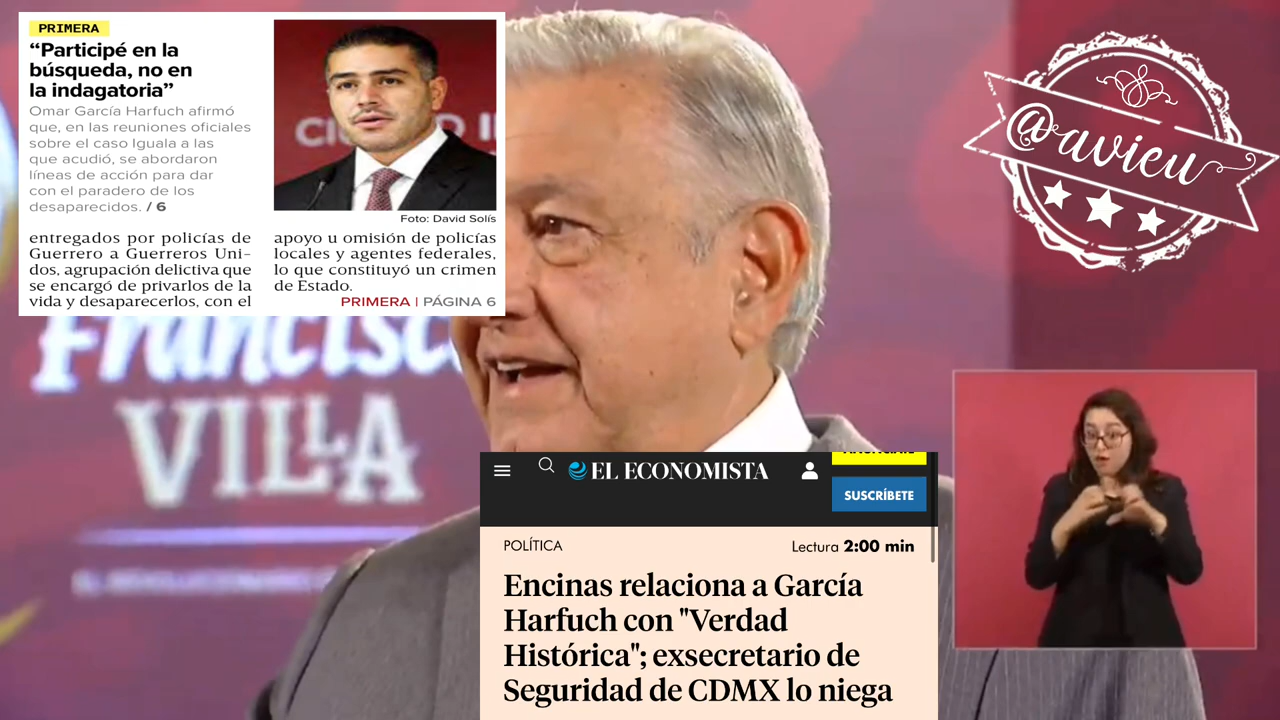 PRIMERA
“Participé en la
búsqueda, no en
la indagatoria”
Omar García Harfuch afirmó
que, en las reuniones oficiales
sobre el caso Iguala a las
que acudió, se abordaron
líneas de acción para dar
con el paradero de los
desaparecidos. / 6
Foto: David Solís
entregados por policías de
Guerrero a Guerreros Uni-
dos, agrupación delictiva que
se encargó de privarlos de la
vida y desaparecerlos, con el
apoyo u omisión de policías
locales y agentes federales,
lo que constituyó un crimen
de Estado.
PRIMERA | PÁGINA 6
@avieu
Francisco
VILLA
EL ECONOMISTA
SUSCRÍBETE
POLÍTICA
Lectura 2:00 min
Encinas relaciona a García
Harfuch con "Verdad
Histórica"; exsecretario de
Seguridad de CDMX lo niega